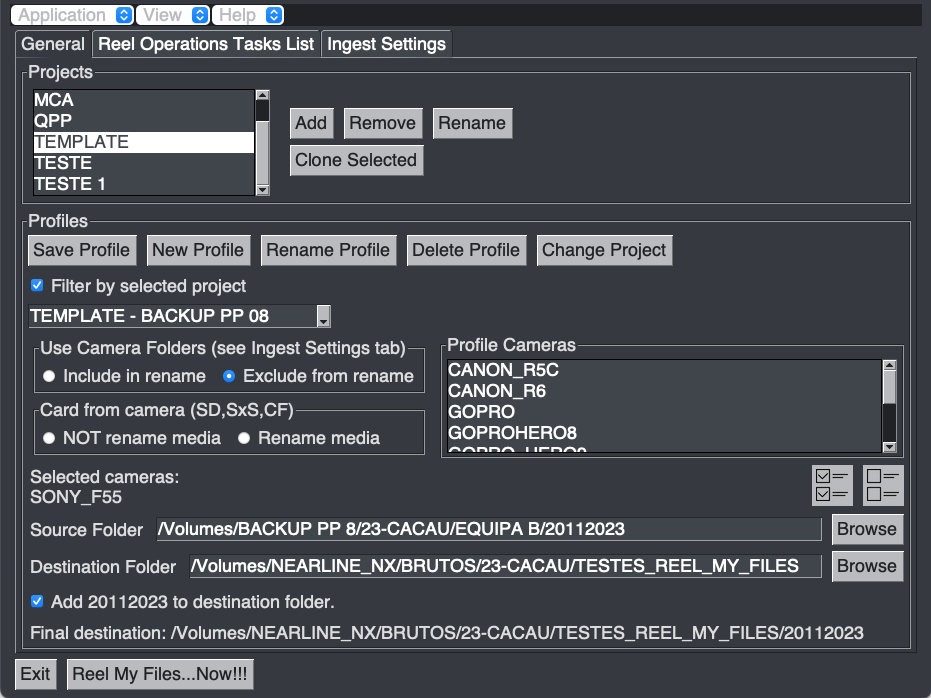 Application View Help
General Reel Operations Tasks List Ingest Settings
Projects
MCA
QPP
TEMPLATE
TESTE
TESTE 1
Add Remove Rename
Clone Selected
Profiles
Save Profile New Profile Rename Profile Delete Profile Change Project
Filter by selected project
TEMPLATE - BACKUP PP 08
Use Camera Folders (see Ingest Settings tab)
Include in rename Exclude from rename
Card from camera (SD,SxS,CF)
NOT rename media Rename media
Profile Cameras
CANON_R5C
CANON_R6
GOPRO
GOPROHERO8
GOPRO_HERO9
Selected cameras:
SONY_F55
Source Folder /Volumes/BACKUP PP 8/23-CACAU/EQUIPA B/20112023
Browse
Destination Folder /Volumes/NEARLINE_NX/BRUTOS/23-CACAU/TESTES_REEL_MY_FILES
Browse
Add 20112023 to destination folder.
Final destination: /Volumes/NEARLINE_NX/BRUTOS/23-CACAU/TESTES_REEL_MY_FILES/20112023
Exit Reel My Files...Now!!!